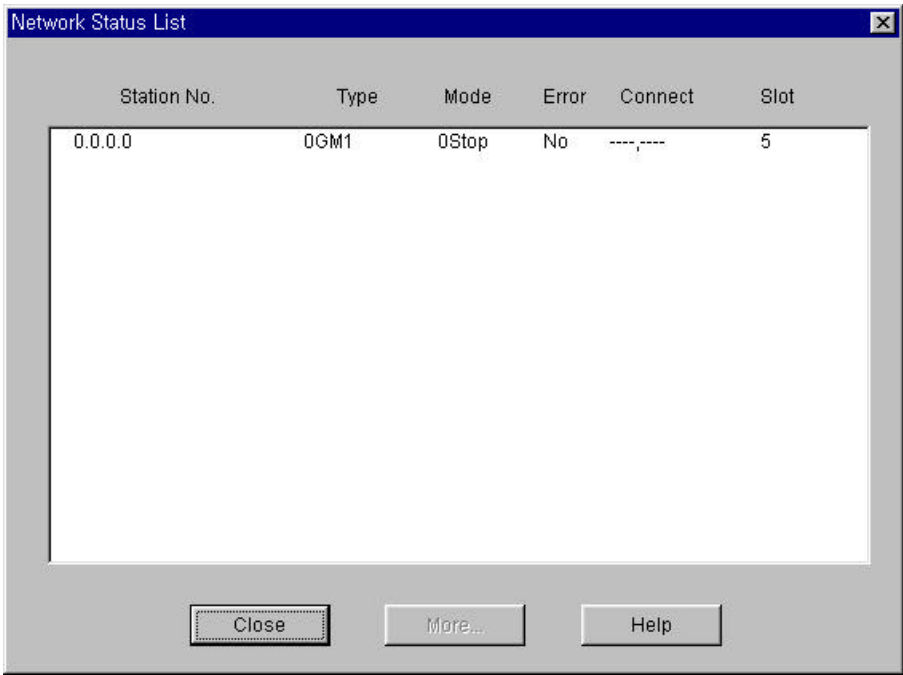 Network Status List
Station No. Type Mode Error Connect Slot
0.0.0.0 0GM1 0Stop No ----,---- 5
Close More... Help